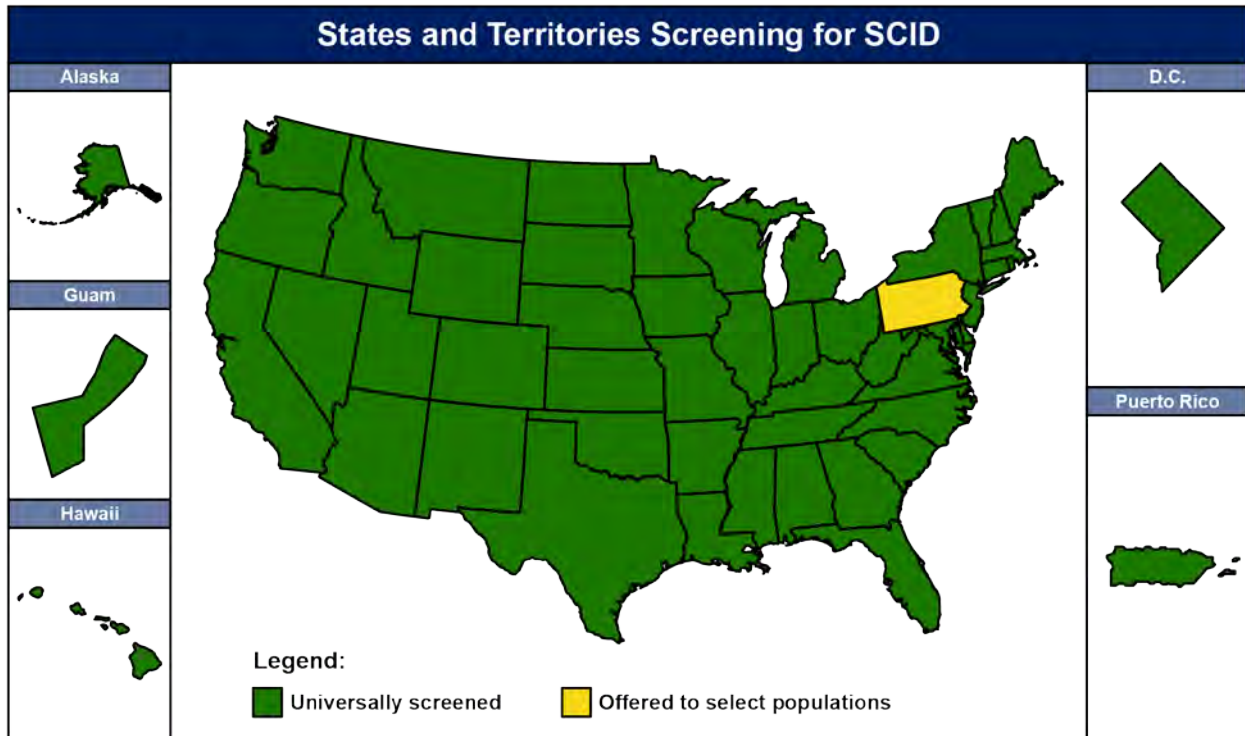 States and Territories Screening for SCID
Alaska
D.C.
Guam
Puerto Rico
Hawaii
Legend:
Universally screened
Offered to select populations